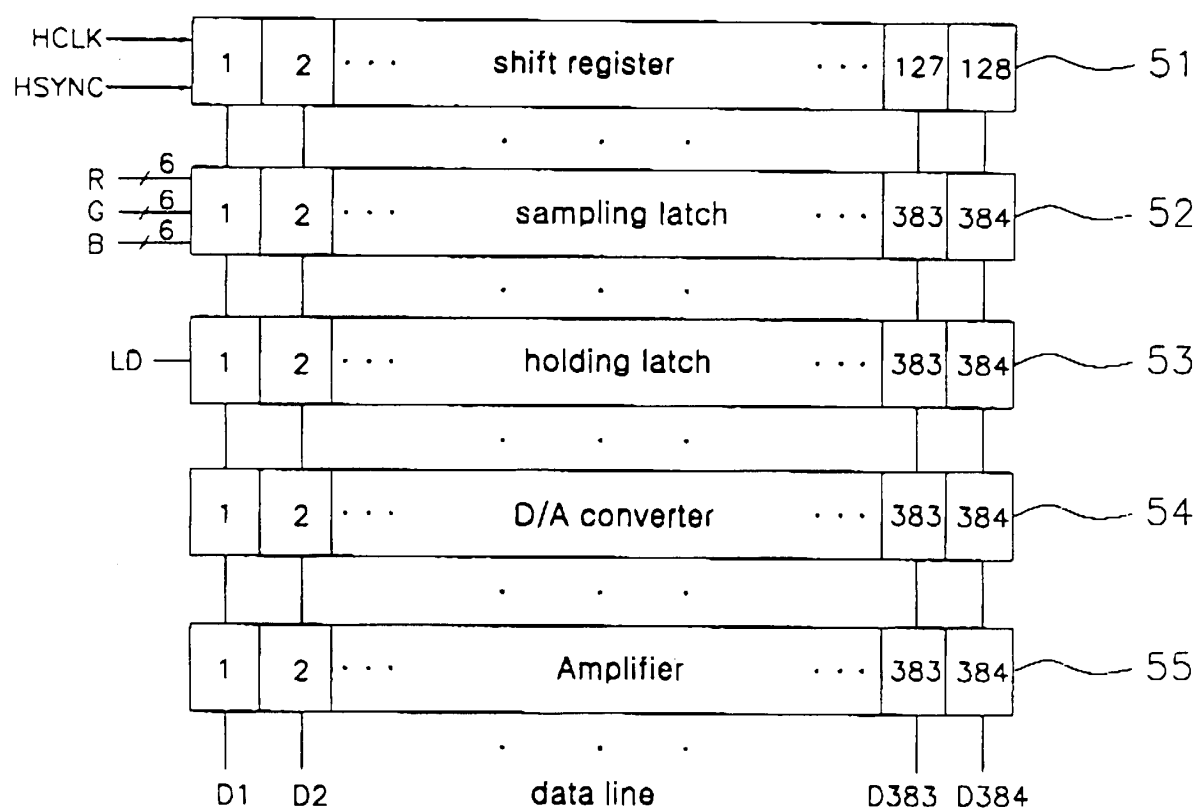 HCLK
HSYNC
1 2 ··· shift register ··· 127 128 51
R 6
G 6
B 6
1 2 ··· sampling latch ··· 383 384 52
LD
1 2 ··· holding latch ··· 383 384 53
1 2 ··· D/A converter ··· 383 384 54
1 2 ··· Amplifier ··· 383 384 55
D1 D2 data line D383 D384